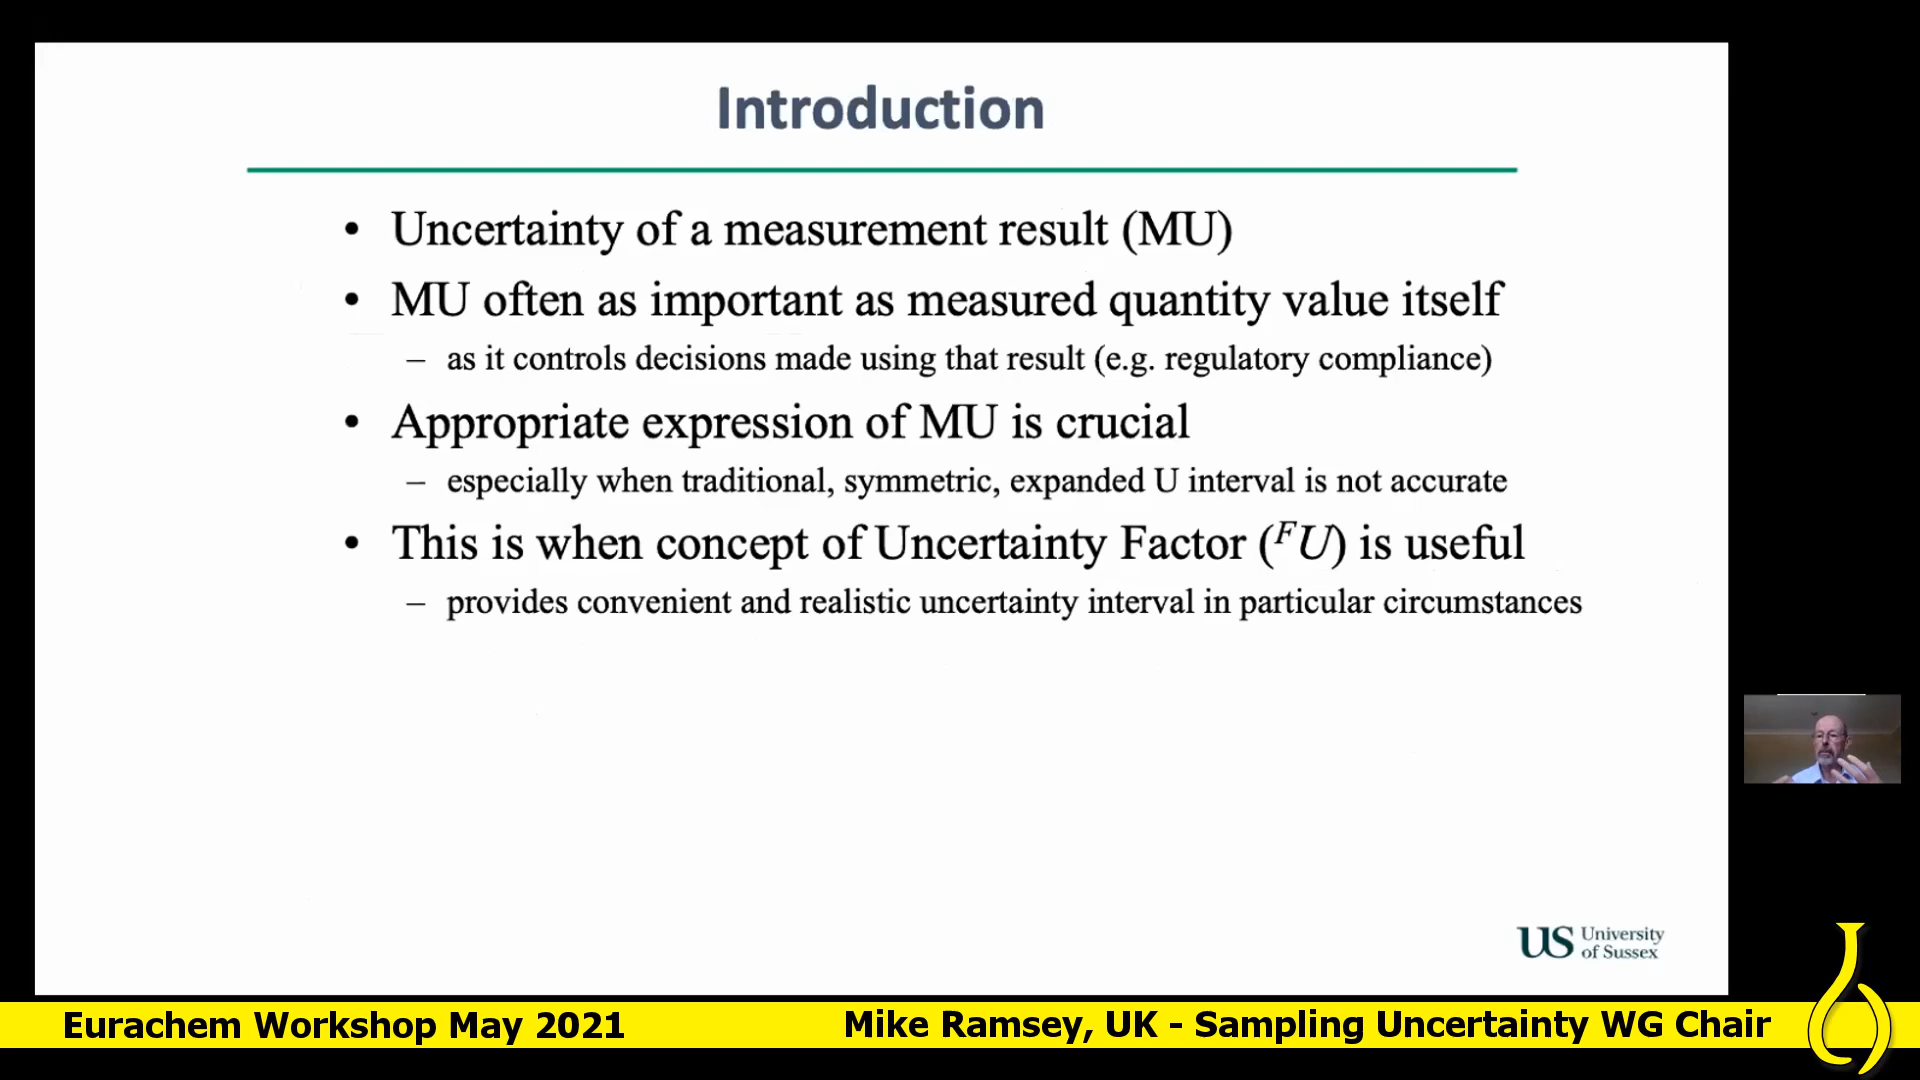 Introduction
• Uncertainty of a measurement result (MU)
• MU often as important as measured quantity value itself
– as it controls decisions made using that result (e.g. regulatory compliance)
• Appropriate expression of MU is crucial
– especially when traditional, symmetric, expanded U interval is not accurate
• This is when concept of Uncertainty Factor (ᶠU) is useful
– provides convenient and realistic uncertainty interval in particular circumstances
US University
of Sussex
Eurachem Workshop May 2021
Mike Ramsey, UK - Sampling Uncertainty WG Chair